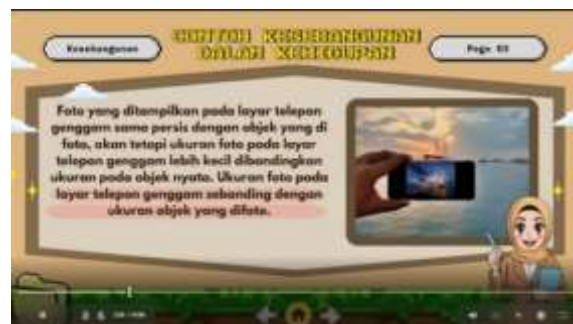 Kesebangunan
CONTOH KESEBANGUNAN
DALAM KEHIDUPAN
Page 03
Foto yang ditampilkan pada layar telepon
genggam sama persis dengan objek yang di
foto, akan tetapi ukuran foto pada layar
telepon genggam lebih kecil dibandingkan
ukuran pada objek nyata. Ukuran foto pada
layar telepon genggam sebanding dengan
ukuran objek yang difoto.